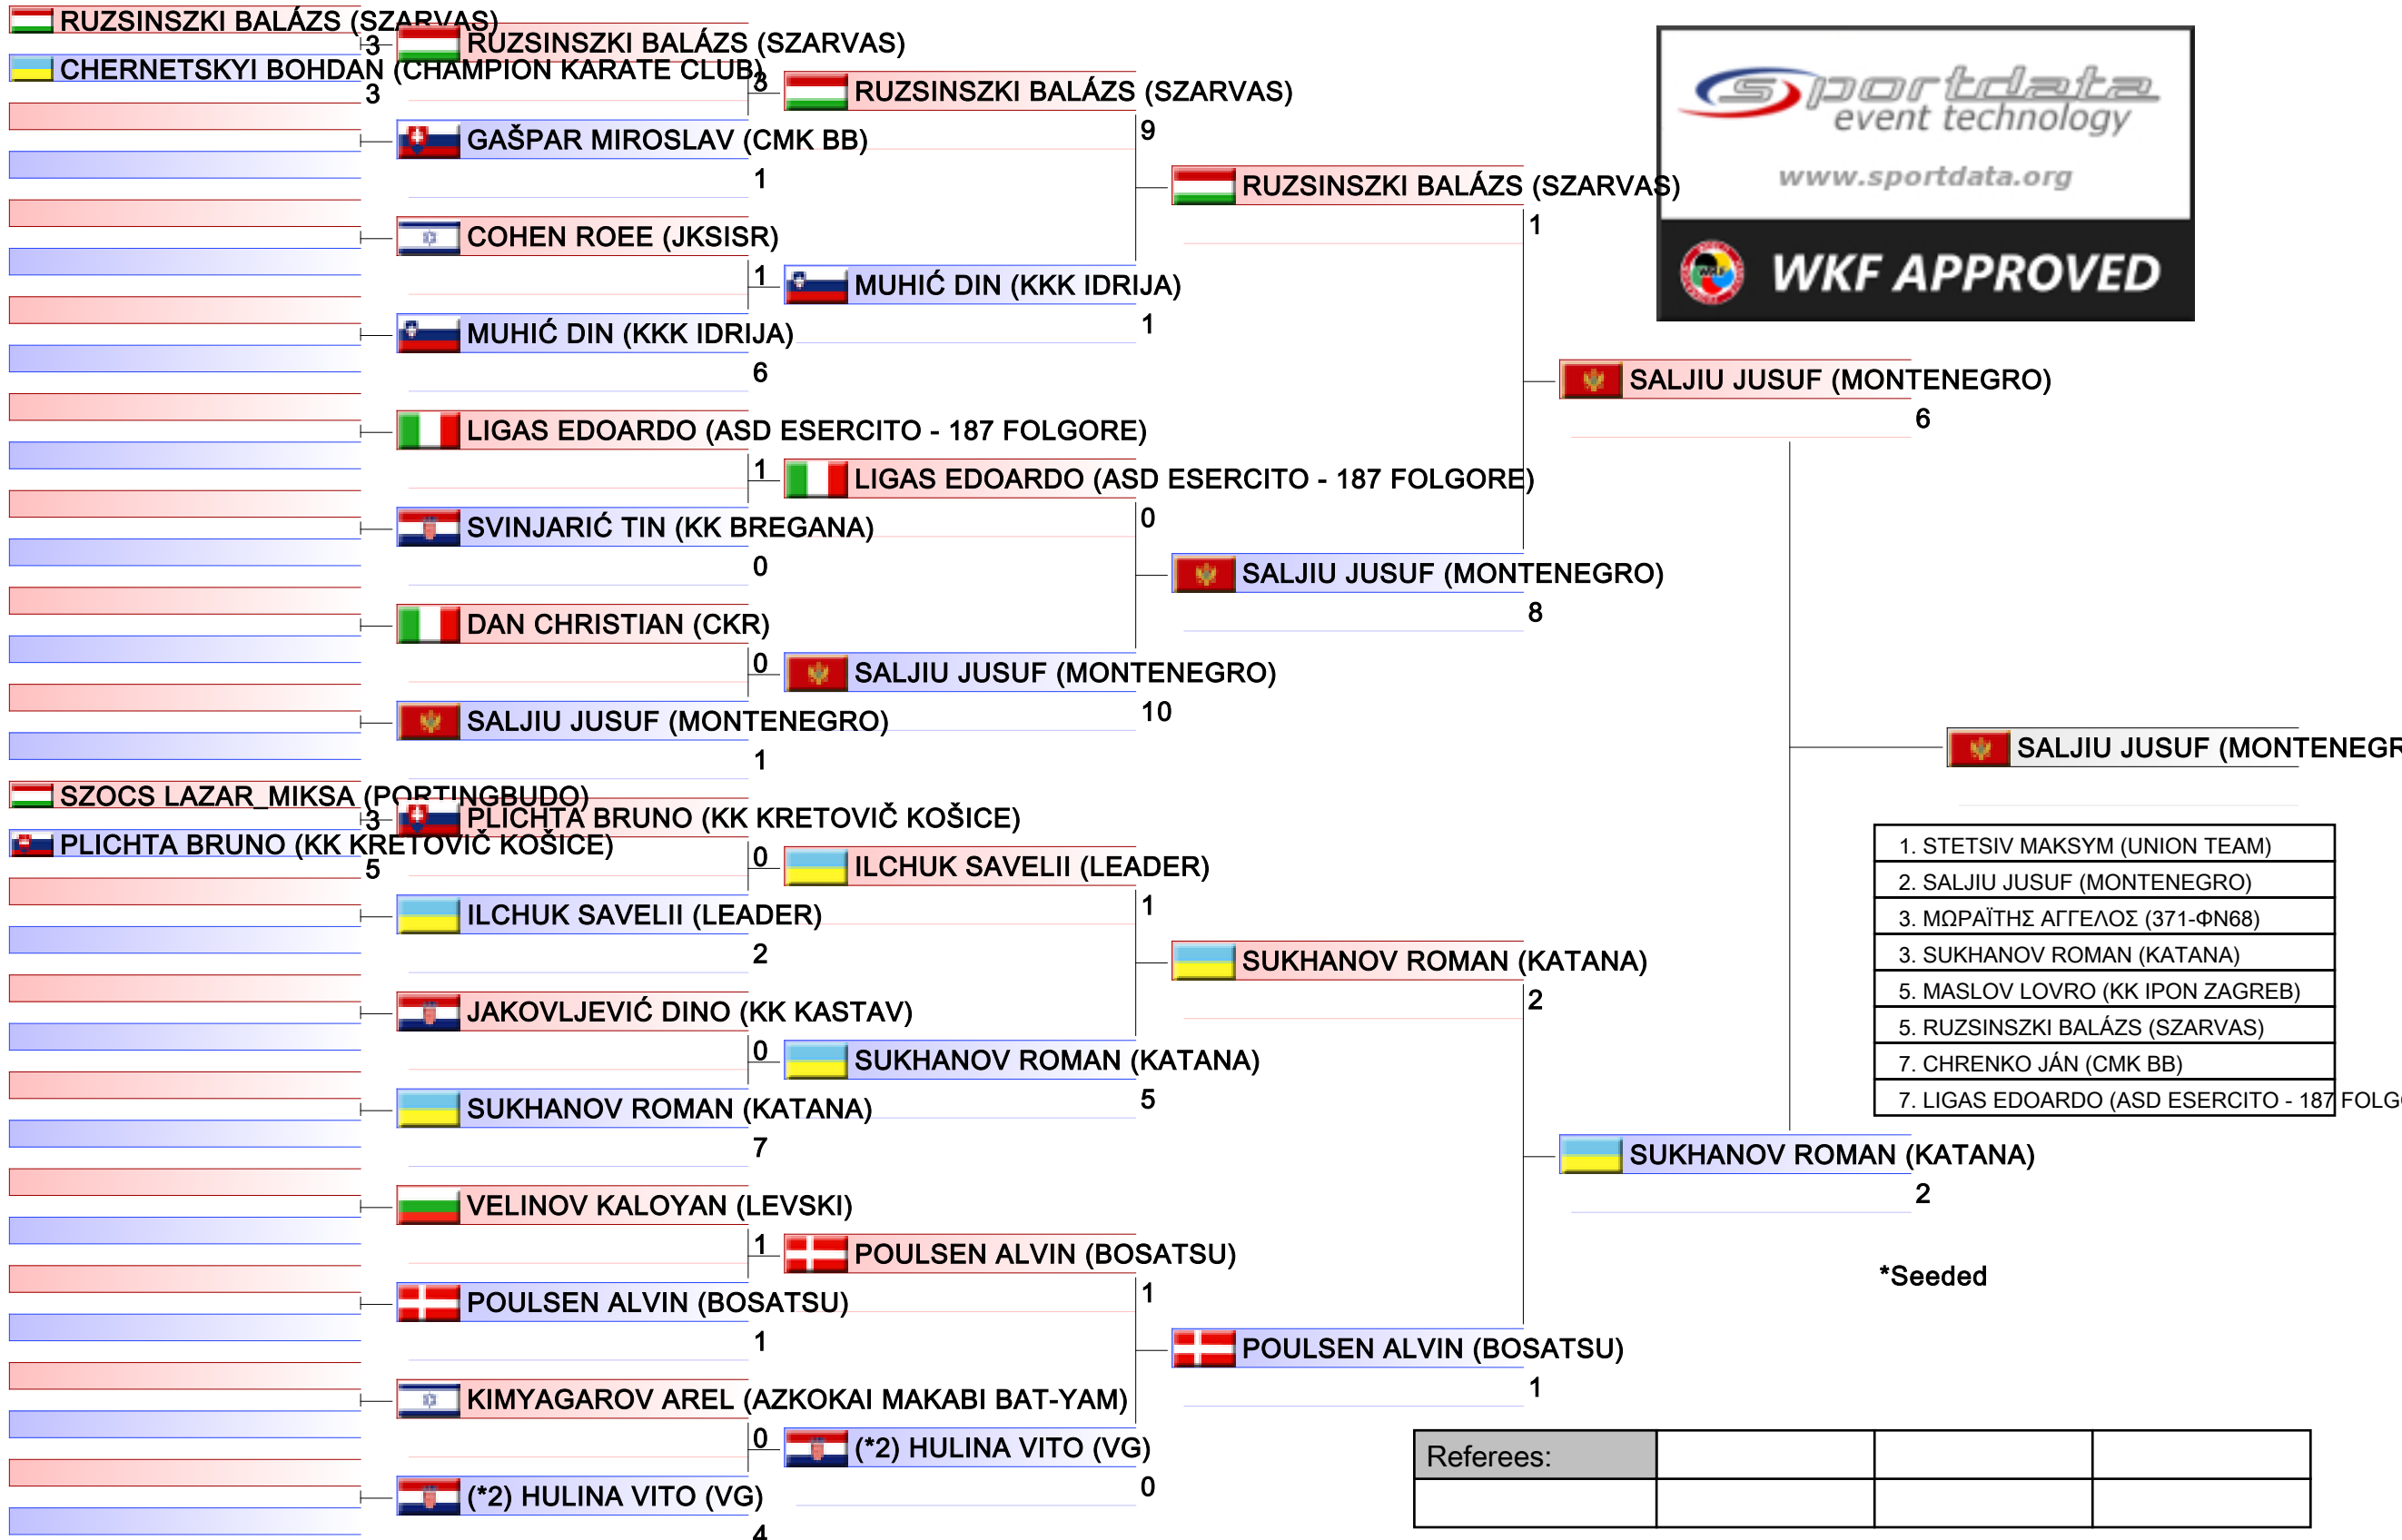 RUZSINSZKI BALÁZS (SZARVAS)
3
CHERNETSKYI BOHDAN (CHAMPION KARATE CLUB)
3
SZOCS LAZAR_MIKSA (PORTINGBUDO)
3
PLICHTA BRUNO (KK KRETOVIČ KOŠICE)
5
RUZSINSZKI BALÁZS (SZARVAS)
3
GAŠPAR MIROSLAV (CMK BB)
1
COHEN ROEE (JKSISR)
1
MUHIĆ DIN (KKK IDRIJA)
6
LIGAS EDOARDO (ASD ESERCITO - 187 FOLGORE)
1
SVINJARIĆ TIN (KK BREGANA)
0
DAN CHRISTIAN (CKR)
0
SALJIU JUSUF (MONTENEGRO)
1
PLICHTA BRUNO (KK KRETOVIČ KOŠICE)
0
ILCHUK SAVELII (LEADER)
2
JAKOVLJEVIĆ DINO (KK KASTAV)
0
SUKHANOV ROMAN (KATANA)
7
VELINOV KALOYAN (LEVSKI)
1
POULSEN ALVIN (BOSATSU)
1
KIMYAGAROV AREL (AZKOKAI MAKABI BAT-YAM)
0
(*2) HULINA VITO (VG)
4
RUZSINSZKI BALÁZS (SZARVAS)
9
MUHIĆ DIN (KKK IDRIJA)
1
LIGAS EDOARDO (ASD ESERCITO - 187 FOLGORE)
0
SALJIU JUSUF (MONTENEGRO)
10
ILCHUK SAVELII (LEADER)
1
SUKHANOV ROMAN (KATANA)
5
POULSEN ALVIN (BOSATSU)
1
(*2) HULINA VITO (VG)
0
RUZSINSZKI BALÁZS (SZARVAS)
1
SALJIU JUSUF (MONTENEGRO)
8
SUKHANOV ROMAN (KATANA)
2
POULSEN ALVIN (BOSATSU)
1
SALJIU JUSUF (MONTENEGRO)
6
SUKHANOV ROMAN (KATANA)
2
SALJIU JUSUF (MONTENEGR
sportdata
event technology
www.sportdata.org
WKF APPROVED
1. STETSIV MAKSYM (UNION TEAM)
2. SALJIU JUSUF (MONTENEGRO)
3. ΜΩΡΑΪΤΗΣ ΑΓΓΕΛΟΣ (371-ΦΝ68)
3. SUKHANOV ROMAN (KATANA)
5. MASLOV LOVRO (KK IPON ZAGREB)
5. RUZSINSZKI BALÁZS (SZARVAS)
7. CHRENKO JÁN (CMK BB)
7. LIGAS EDOARDO (ASD ESERCITO - 187 FOLG
*Seeded
Referees: